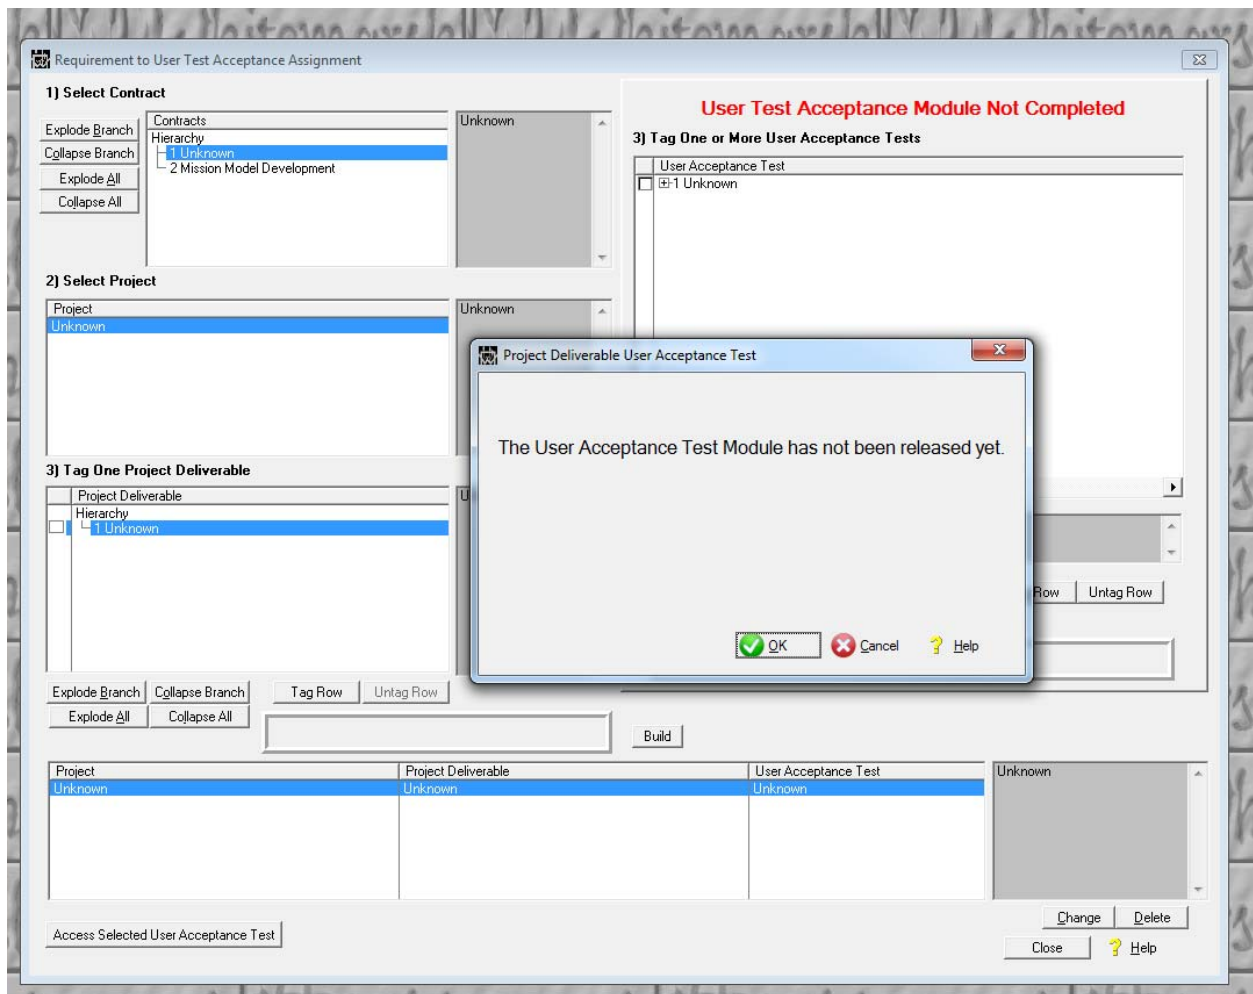 Requirement to User Test Acceptance Assignment
1) Select Contract
Explode Branch
Collapse Branch
Explode All
Collapse All
Contracts
Hierarchy
1 Unknown
2 Mission Model Development
Unknown
2) Select Project
Project
Unknown
Unknown
3) Tag One Project Deliverable
Project Deliverable
Hierarchy
1 Unknown
Explode Branch
Collapse Branch
Tag Row
Untag Row
Explode All
Collapse All
User Test Acceptance Module Not Completed
3) Tag One or More User Acceptance Tests
User Acceptance Test
1 Unknown
Row
Untag Row
Project Deliverable User Acceptance Test
The User Acceptance Test Module has not been released yet.
OK
Cancel
Help
Build
Project
Project Deliverable
User Acceptance Test
Unknown
Unknown
Unknown
Unknown
Change
Delete
Access Selected User Acceptance Test
Close
Help